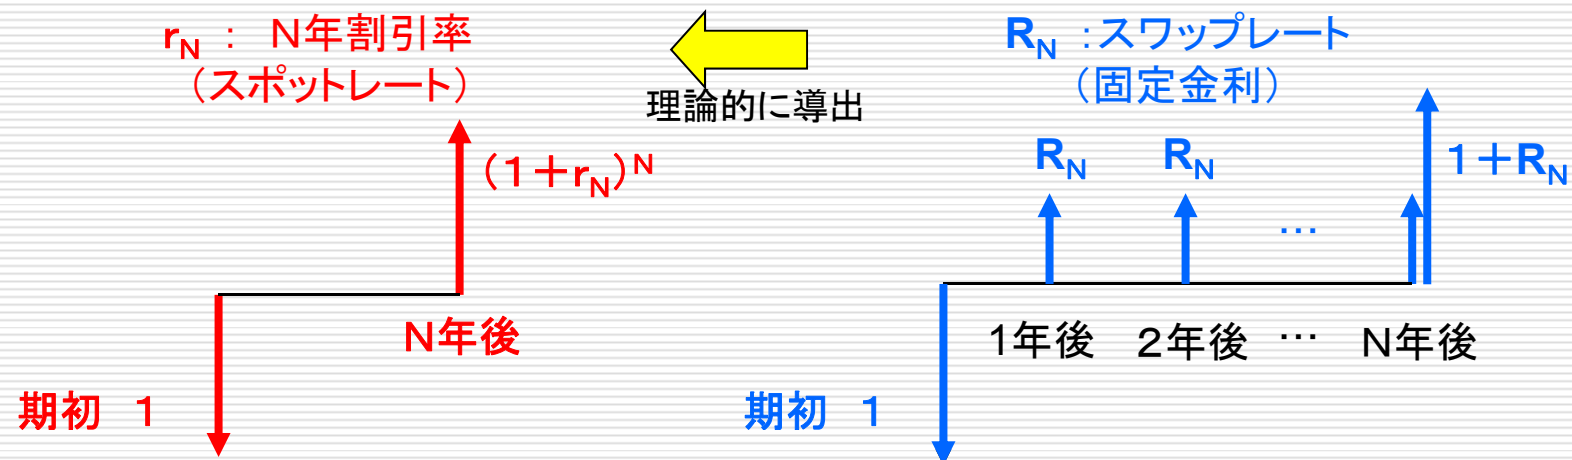 rN ： Ｎ年割引率
（スポットレート）
理論的に導出
RN ：スワップレート
（固定金利）
（１＋rN）N
RN RN … １＋RN
N年後
1年後 2年後 … N年後
期初 1
期初 1